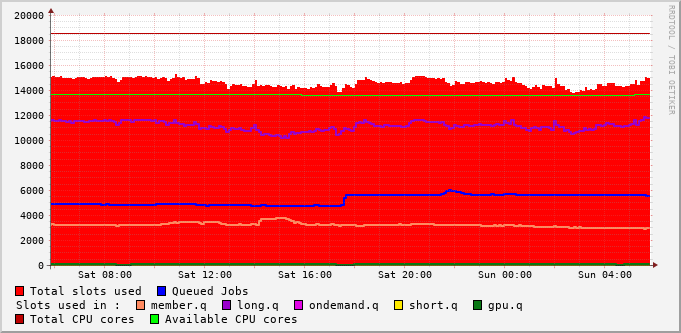 20000
18000
16000
14000
12000
10000
8000
6000
4000
2000
0
Sat 08:00 Sat 12:00 Sat 16:00 Sat 20:00 Sun 00:00 Sun 04:00
RRDTOOL / TOBI OETIKER
Total slots used Queued Jobs
Slots used in : member.q long.q ondemand.q short.q gpu.q
Total CPU cores Available CPU cores